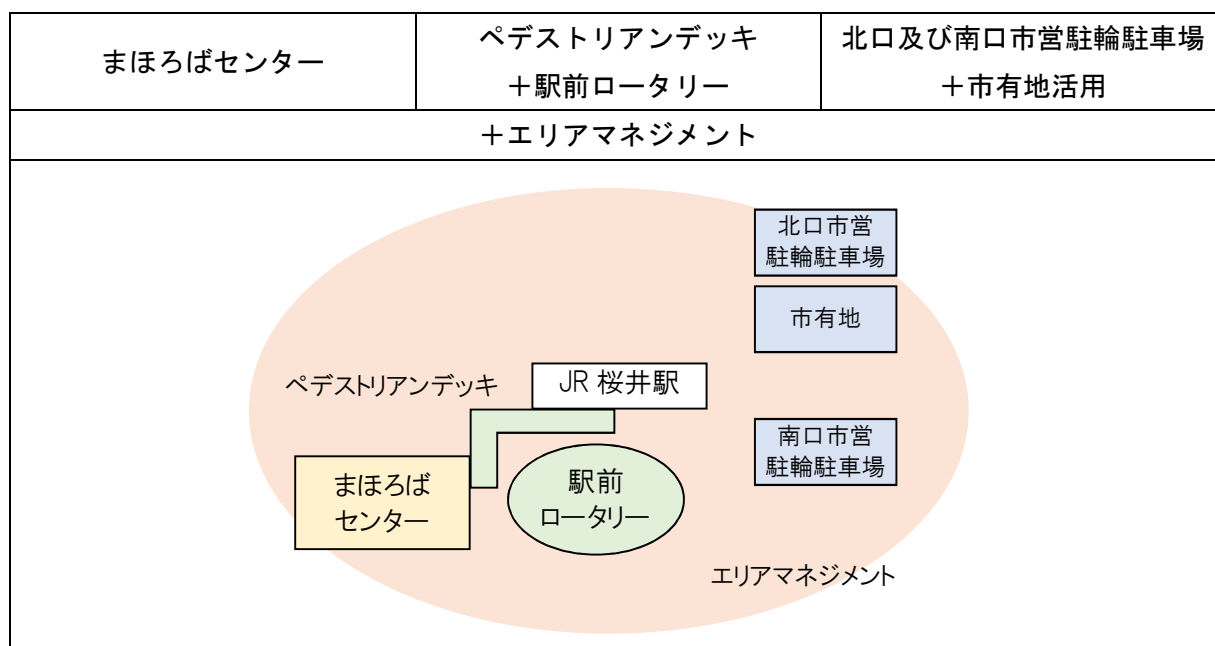 まほろばセンター
ペデストリアンデッキ
＋駅前ロータリー
北口及び南口市営駐輪駐車場
＋市有地活用
＋エリアマネジメント
北口市営
駐輪駐車場
市有地
ペデストリアンデッキ
JR 桜井駅
南口市営
駐輪駐車場
まほろば
センター
駅前
ロータリー
エリアマネジメント